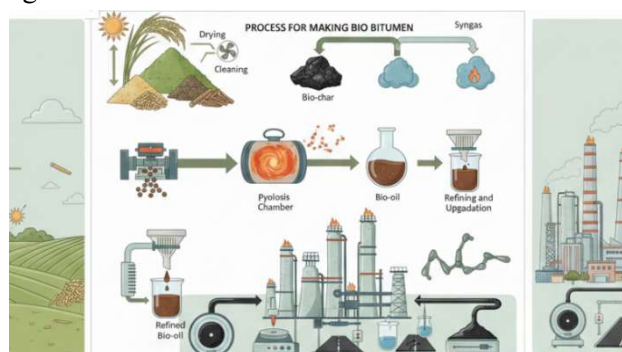 PROCESS FOR MAKING BIO BITUMEN
Syngas
Drying
Cleaning
Bio-char
Pyolosis
Chamber
Bio-oil
Refining and
Upgadation
Refined
Bio-oil